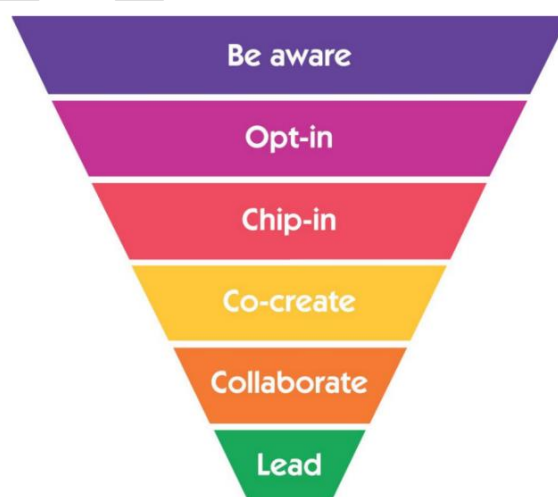 Be aware
Opt-in
Chip-in
Co-create
Collaborate
Lead